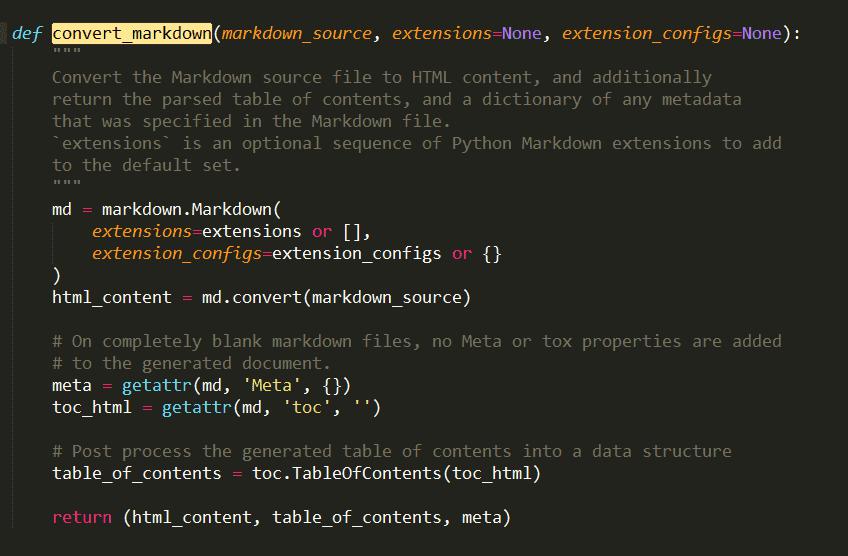 def convert_markdown(markdown_source, extensions=None, extension_configs=None):
    """
    Convert the Markdown source file to HTML content, and additionally
    return the parsed table of contents, and a dictionary of any metadata
    that was specified in the Markdown file.
    `extensions` is an optional sequence of Python Markdown extensions to add
    to the default set.
    """
    md = markdown.Markdown(
        extensions=extensions or [],
        extension_configs=extension_configs or {}
    )
    html_content = md.convert(markdown_source)

    # On completely blank markdown files, no Meta or tox properties are added
    # to the generated document.
    meta = getattr(md, 'Meta', {})
    toc_html = getattr(md, 'toc', '')

    # Post process the generated table of contents into a data structure
    table_of_contents = toc.TableOfContents(toc_html)

    return (html_content, table_of_contents, meta)